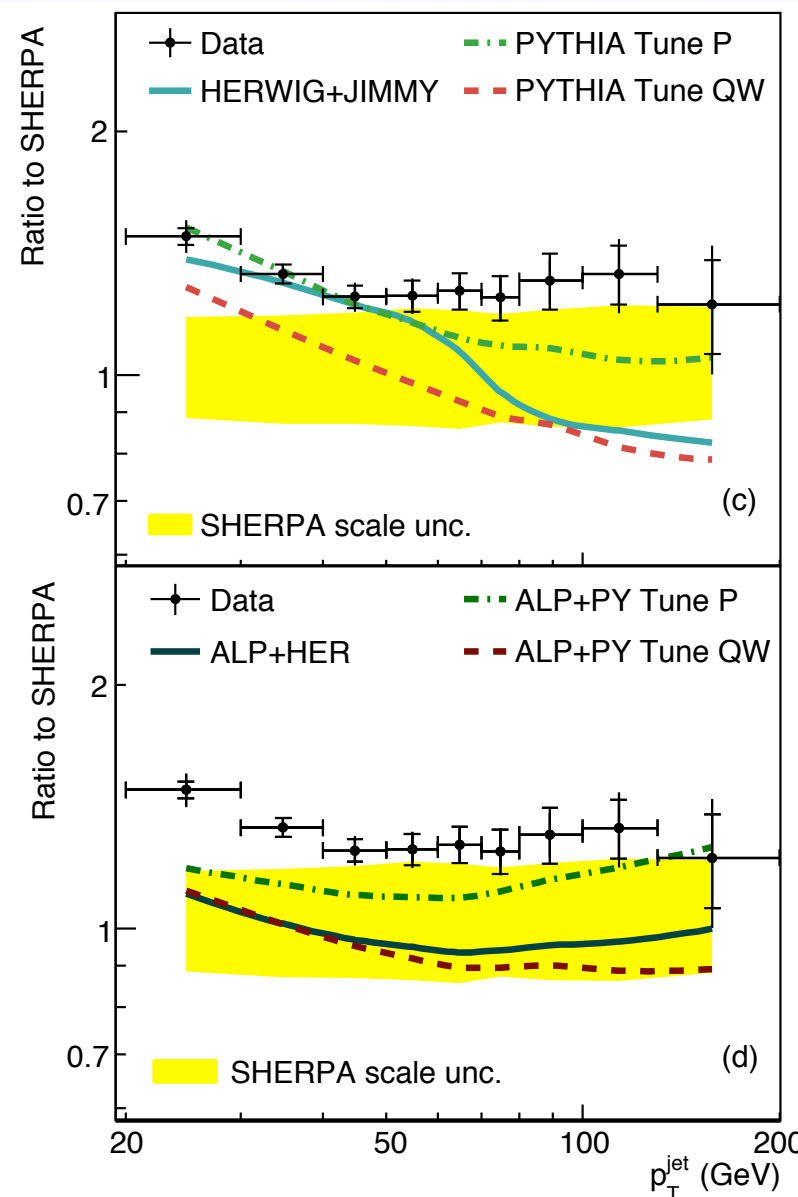 Ratio to SHERPA
Data
PYTHIA Tune P
HERWIG+JIMMY
PYTHIA Tune QW
2
1
0.7
(c)
SHERPA scale unc.
Ratio to SHERPA
Data
ALP+PY Tune P
ALP+HER
ALP+PY Tune QW
2
1
0.7
(d)
SHERPA scale unc.
20 50 100 200
p_T^jet (GeV)